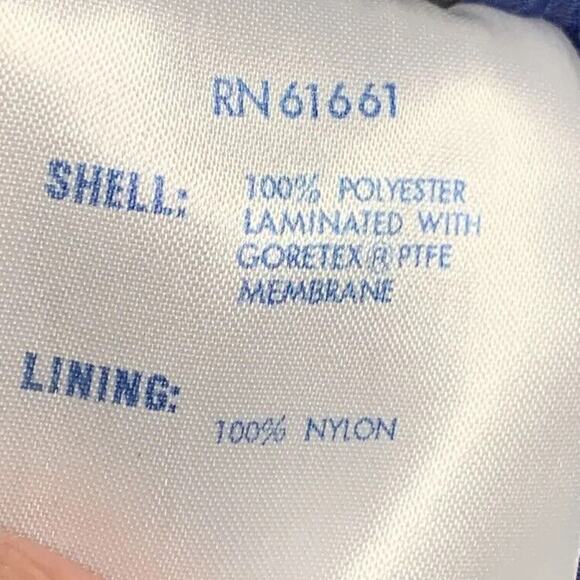 RN 61661
SHELL: 100% POLYESTER
LAMINATED WITH
GORETEX® PTFE
MEMBRANE
LINING:
100% NYLON